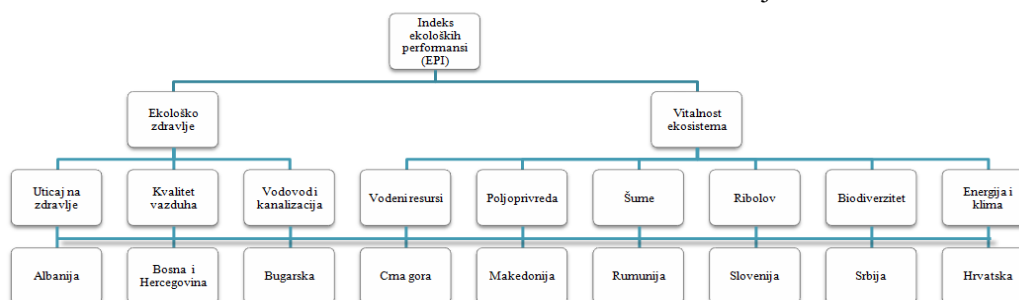 Indeks
ekoloških
performansi
(EPI)
Ekološko
zdravlje
Vitalnost
ekosistema
Uticaj na
zdravlje
Kvalitet
vazduha
Vodovod i
kanalizacija
Vodeni resursi
Poljoprivreda
Šume
Ribolov
Biodiverzitet
Energija i
klima
Albanija
Bosna i
Hercegovina
Bugarska
Crna gora
Makedonija
Rumunija
Slovenija
Srbija
Hrvatska